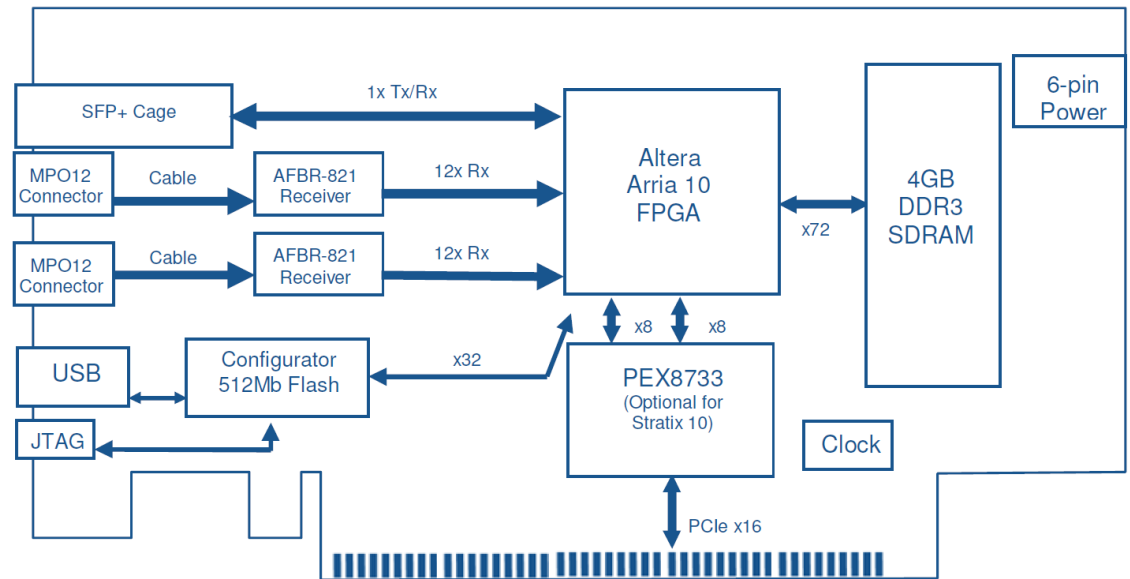 1x Tx/Rx
SFP+ Cage
6-pin
Power
MPO12
Connector
Cable
AFBR-821
Receiver
12x Rx
Altera
Arria 10
FPGA
4GB
DDR3
SDRAM
x72
MPO12
Connector
Cable
AFBR-821
Receiver
12x Rx
x8
x8
USB
Configurator
512Mb Flash
x32
PEX8733
(Optional for
Stratix 10)
JTAG
Clock
PCIe x16